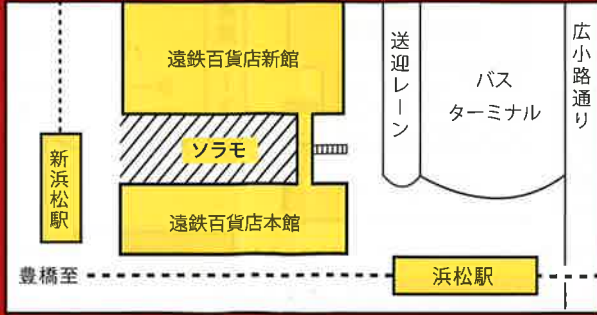 遠鉄百貨店新館
送迎レーン
バス
ターミナル
広小路通り
ソラモ
新浜松駅
遠鉄百貨店本館
豊橋至
浜松駅